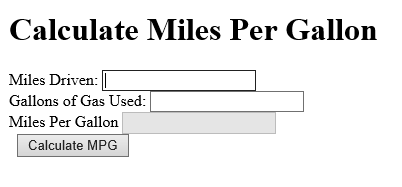 Calculate Miles Per Gallon
Miles Driven:
Gallons of Gas Used:
Miles Per Gallon
Calculate MPG